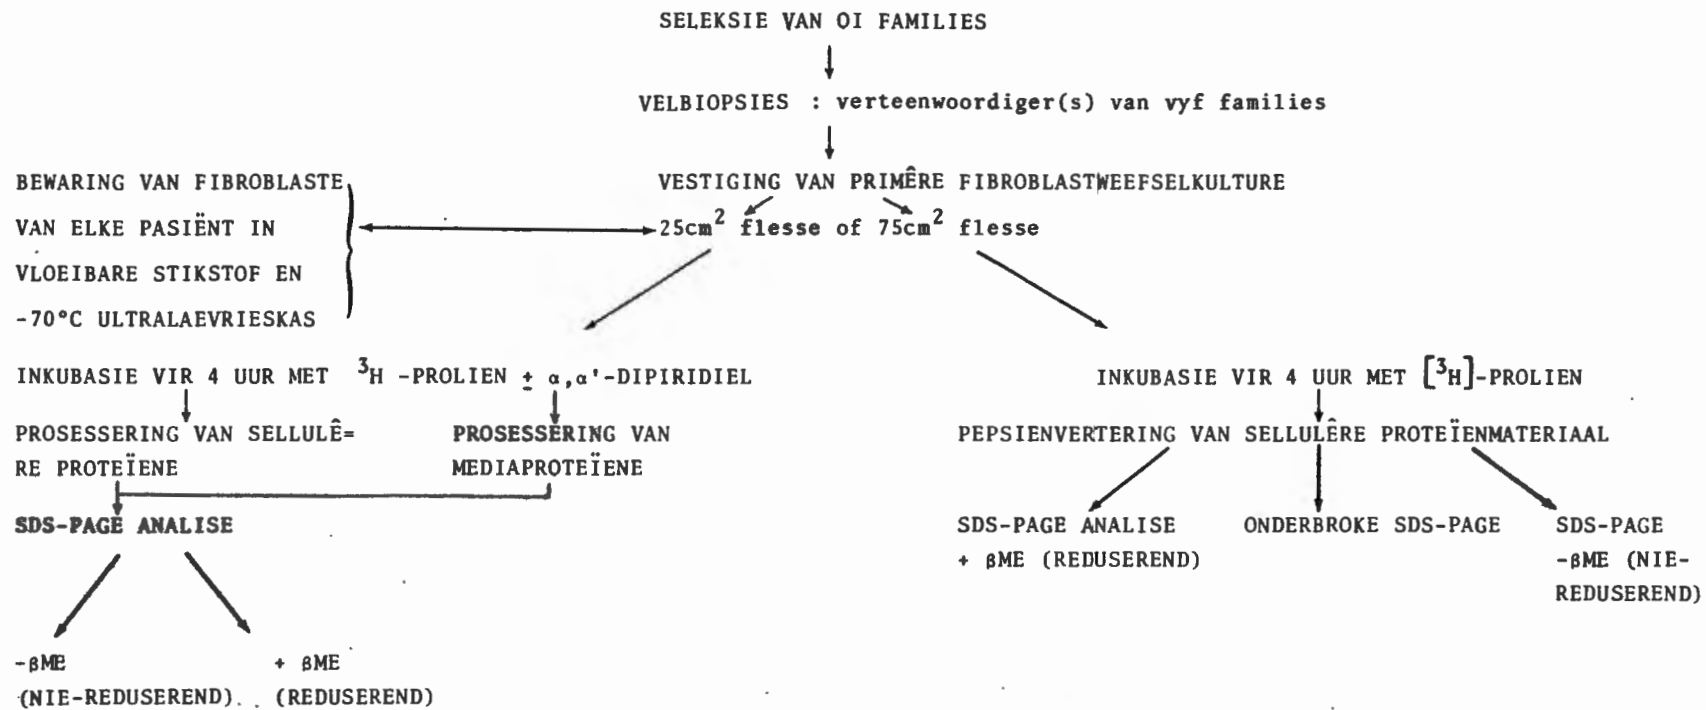 SELEKSIE VAN OI FAMILIES
VELBIOPSIES : verteenwoordiger(s) van vyf families
VESTIGING VAN PRIMÊRE FIBROBLASTWEEFSELKULTURE
25cm² flesse of 75cm² flesse
BEWARING VAN FIBROBLASTE
VAN ELKE PASIËNT IN
VLOEIBARE STIKSTOF EN
-70°C ULTRALAEVRIESKAS
INKUBASIE VIR 4 UUR MET ³H -PROLIEN ± α,α'-DIPIRIDIEL
PROSESSERING VAN SELLULÊ=
RE PROTEÏENE
PROSESSERING VAN
MEDIAPROTEÏENE
SDS-PAGE ANALISE
-βME
(NIE-REDUSEREND)
+ βME
(REDUSEREND)
INKUBASIE VIR 4 UUR MET [³H]-PROLIEN
PEPSIENVERTERING VAN SELLULÊRE PROTEÏENMATERIAAL
SDS-PAGE ANALISE
+ βME (REDUSEREND)
ONDERBROKE SDS-PAGE
SDS-PAGE
-βME (NIE-
REDUSEREND)